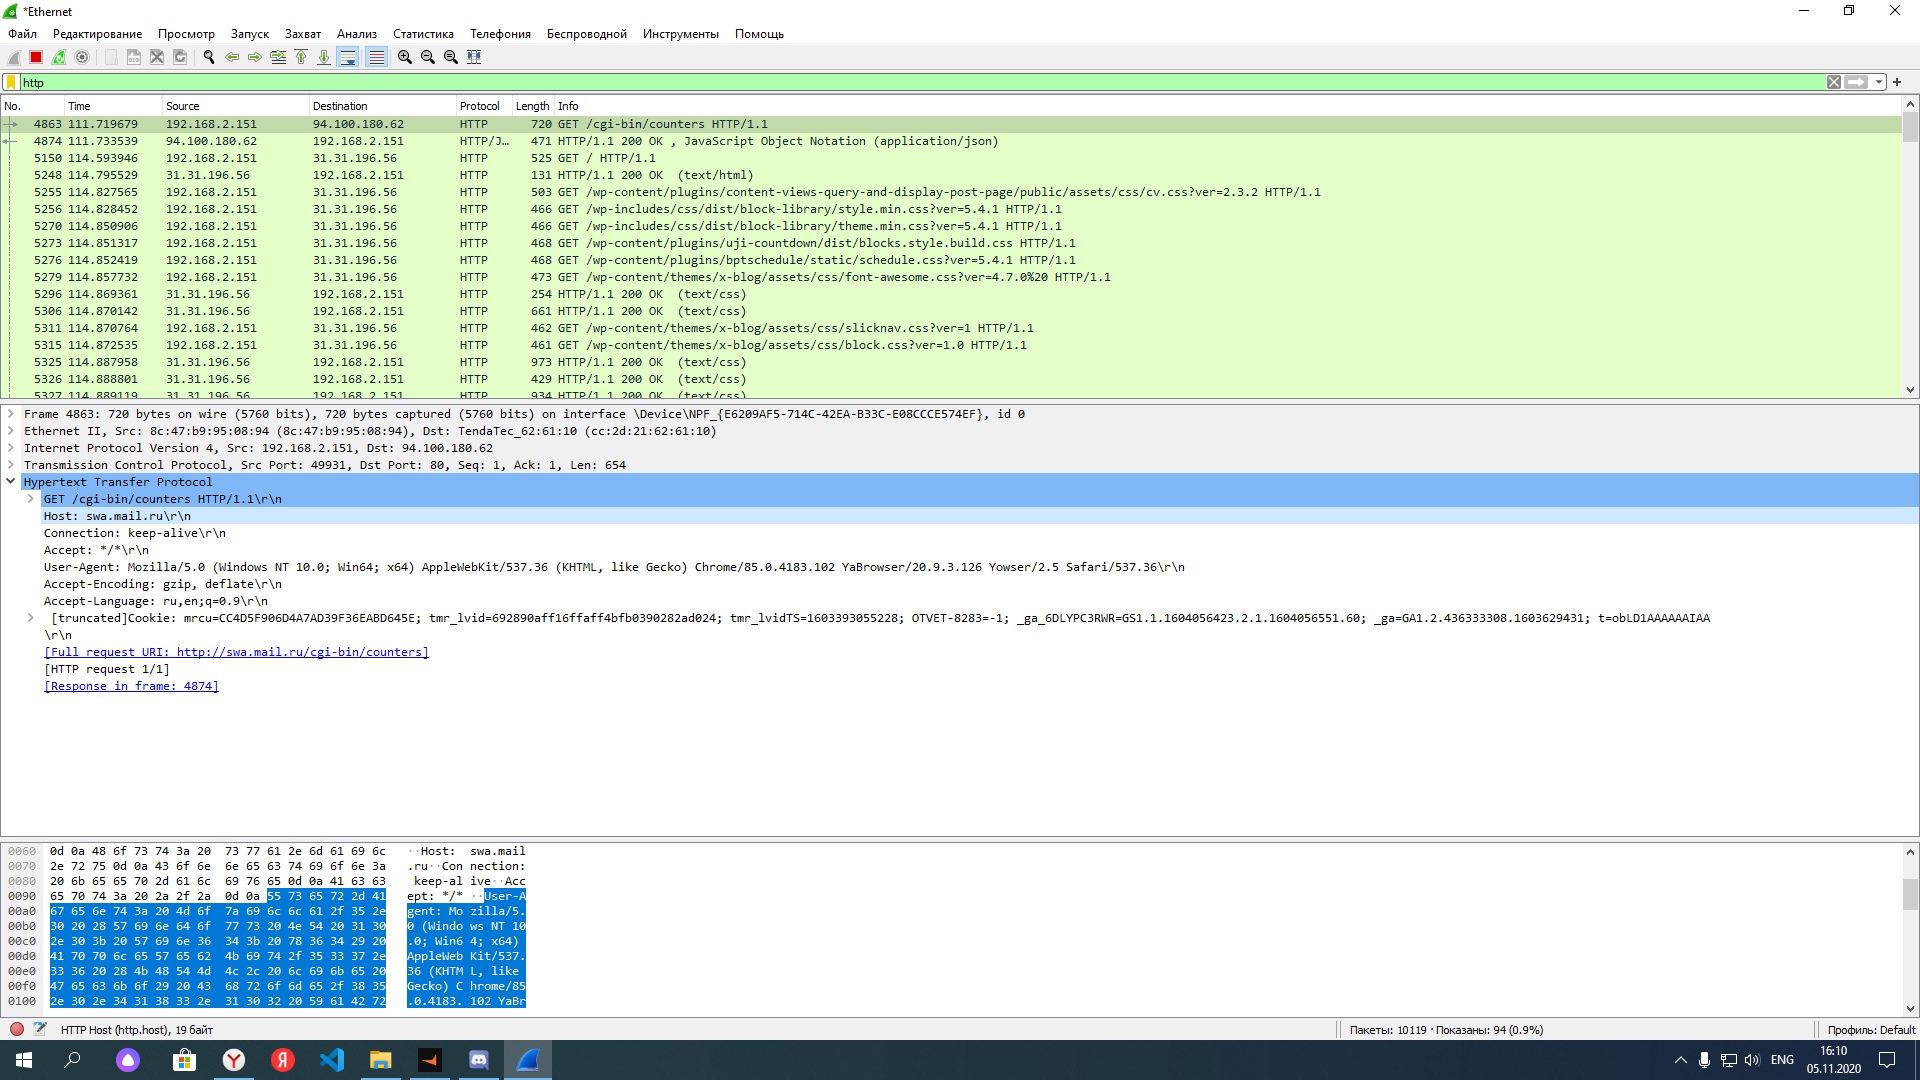 *Ethernet
Файл Редактирование Просмотр Запуск Захват Анализ Статистика Телефония Беспроводной Инструменты Помощь
http
No. Time Source Destination Protocol Length Info
4863 111.719679 192.168.2.151 94.100.180.62 HTTP 720 GET /cgi-bin/counters HTTP/1.1
4874 111.733539 94.100.180.62 192.168.2.151 HTTP/J… 471 HTTP/1.1 200 OK , JavaScript Object Notation (application/json)
5150 114.593946 192.168.2.151 31.31.196.56 HTTP 525 GET / HTTP/1.1
5248 114.795529 31.31.196.56 192.168.2.151 HTTP 131 HTTP/1.1 200 OK (text/html)
5255 114.827565 192.168.2.151 31.31.196.56 HTTP 503 GET /wp-content/plugins/content-views-query-and-display-post-page/public/assets/css/cv.css?ver=2.3.2 HTTP/1.1
5256 114.828452 192.168.2.151 31.31.196.56 HTTP 466 GET /wp-includes/css/dist/block-library/style.min.css?ver=5.4.1 HTTP/1.1
5270 114.850906 192.168.2.151 31.31.196.56 HTTP 466 GET /wp-includes/css/dist/block-library/theme.min.css?ver=5.4.1 HTTP/1.1
5273 114.851317 192.168.2.151 31.31.196.56 HTTP 468 GET /wp-content/plugins/uji-countdown/dist/blocks.style.build.css HTTP/1.1
5276 114.852419 192.168.2.151 31.31.196.56 HTTP 468 GET /wp-content/plugins/bptschedule/static/schedule.css?ver=5.4.1 HTTP/1.1
5279 114.857732 192.168.2.151 31.31.196.56 HTTP 473 GET /wp-content/themes/x-blog/assets/css/font-awesome.css?ver=4.7.0%20 HTTP/1.1
5296 114.869361 31.31.196.56 192.168.2.151 HTTP 254 HTTP/1.1 200 OK (text/css)
5306 114.870142 31.31.196.56 192.168.2.151 HTTP 661 HTTP/1.1 200 OK (text/css)
5311 114.870764 192.168.2.151 31.31.196.56 HTTP 462 GET /wp-content/themes/x-blog/assets/css/slicknav.css?ver=1 HTTP/1.1
5315 114.872535 192.168.2.151 31.31.196.56 HTTP 461 GET /wp-content/themes/x-blog/assets/css/block.css?ver=1.0 HTTP/1.1
5325 114.887958 31.31.196.56 192.168.2.151 HTTP 973 HTTP/1.1 200 OK (text/css)
5326 114.888801 31.31.196.56 192.168.2.151 HTTP 429 HTTP/1.1 200 OK (text/css)
5327 114.889119 31.31.196.56 192.168.2.151 HTTP 934 HTTP/1.1 200 OK (text/css)
Frame 4863: 720 bytes on wire (5760 bits), 720 bytes captured (5760 bits) on interface \Device\NPF_{E6209AF5-714C-42EA-B33C-E08CCCE574EF}, id 0
Ethernet II, Src: 8c:47:b9:95:08:94 (8c:47:b9:95:08:94), Dst: TendaTec_62:61:10 (cc:2d:21:62:61:10)
Internet Protocol Version 4, Src: 192.168.2.151, Dst: 94.100.180.62
Transmission Control Protocol, Src Port: 49931, Dst Port: 80, Seq: 1, Ack: 1, Len: 654
Hypertext Transfer Protocol
GET /cgi-bin/counters HTTP/1.1\r\n
Host: swa.mail.ru\r\n
Connection: keep-alive\r\n
Accept: */*\r\n
User-Agent: Mozilla/5.0 (Windows NT 10.0; Win64; x64) AppleWebKit/537.36 (KHTML, like Gecko) Chrome/85.0.4183.102 YaBrowser/20.9.3.126 Yowser/2.5 Safari/537.36\r\n
Accept-Encoding: gzip, deflate\r\n
Accept-Language: ru,en;q=0.9\r\n
[truncated]Cookie: mrcu=CC4D5F906D4A7AD39F36EABD645E; tmr_lvid=692890aff16ffaff4bfb0390282ad024; tmr_lvidTS=1603393055228; OTVET-8283=-1; _ga_6DLYPC3RWR=GS1.1.1604056423.2.1.1604056551.60; _ga=GA1.2.436333308.1603629431; t=obLD1AAAAAAIAA
\r\n
[Full request URI: http://swa.mail.ru/cgi-bin/counters]
[HTTP request 1/1]
[Response in frame: 4874]
0060 0d 0a 48 6f 73 74 3a 20 73 77 61 2e 6d 61 69 6c ··Host: swa.mail
0070 2e 72 75 0d 0a 43 6f 6e 6e 65 63 74 69 6f 6e 3a .ru··Con nection:
0080 20 6b 65 65 70 2d 61 6c 69 76 65 0d 0a 41 63 63 keep-al ive··Acc
0090 65 70 74 3a 20 2a 2f 2a 0d 0a 55 73 65 72 2d 41 ept: */* ··User-A
00a0 67 65 6e 74 3a 20 4d 6f 7a 69 6c 6c 61 2f 35 2e gent: Mo zilla/5.
00b0 30 20 28 57 69 6e 64 6f 77 73 20 4e 54 20 31 30 0 (Windo ws NT 10
00c0 2e 30 3b 20 57 69 6e 36 34 3b 20 78 36 34 29 20 .0; Win6 4; x64)
00d0 41 70 70 6c 65 57 65 62 4b 69 74 2f 35 33 37 2e AppleWeb Kit/537.
00e0 33 36 20 28 4b 48 54 4d 4c 2c 20 6c 69 6b 65 20 36 (KHTM L, like
00f0 47 65 63 6b 6f 29 20 43 68 72 6f 6d 65 2f 38 35 Gecko) C hrome/85
0100 2e 30 2e 34 31 38 33 2e 31 30 32 20 59 61 42 72 .0.4183. 102 YaBr
HTTP Host (http.host), 19 байт Пакеты: 10119 · Показаны: 94 (0.9%) Профиль: Default
ENG 16:10
05.11.2020